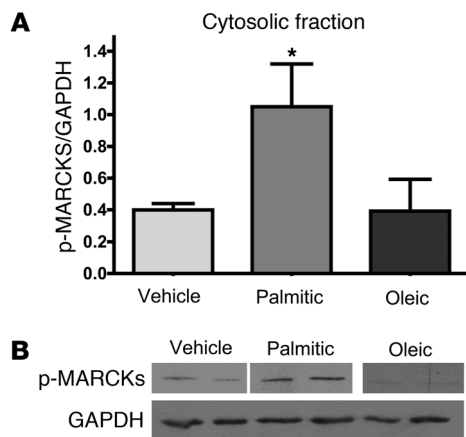 A
Cytosolic fraction
p-MARCKS/GAPDH
1.4
1.2
1.0
0.8
0.6
0.4
0.2
0.0
*
Vehicle Palmitic Oleic
B
Vehicle Palmitic Oleic
p-MARCKs
GAPDH